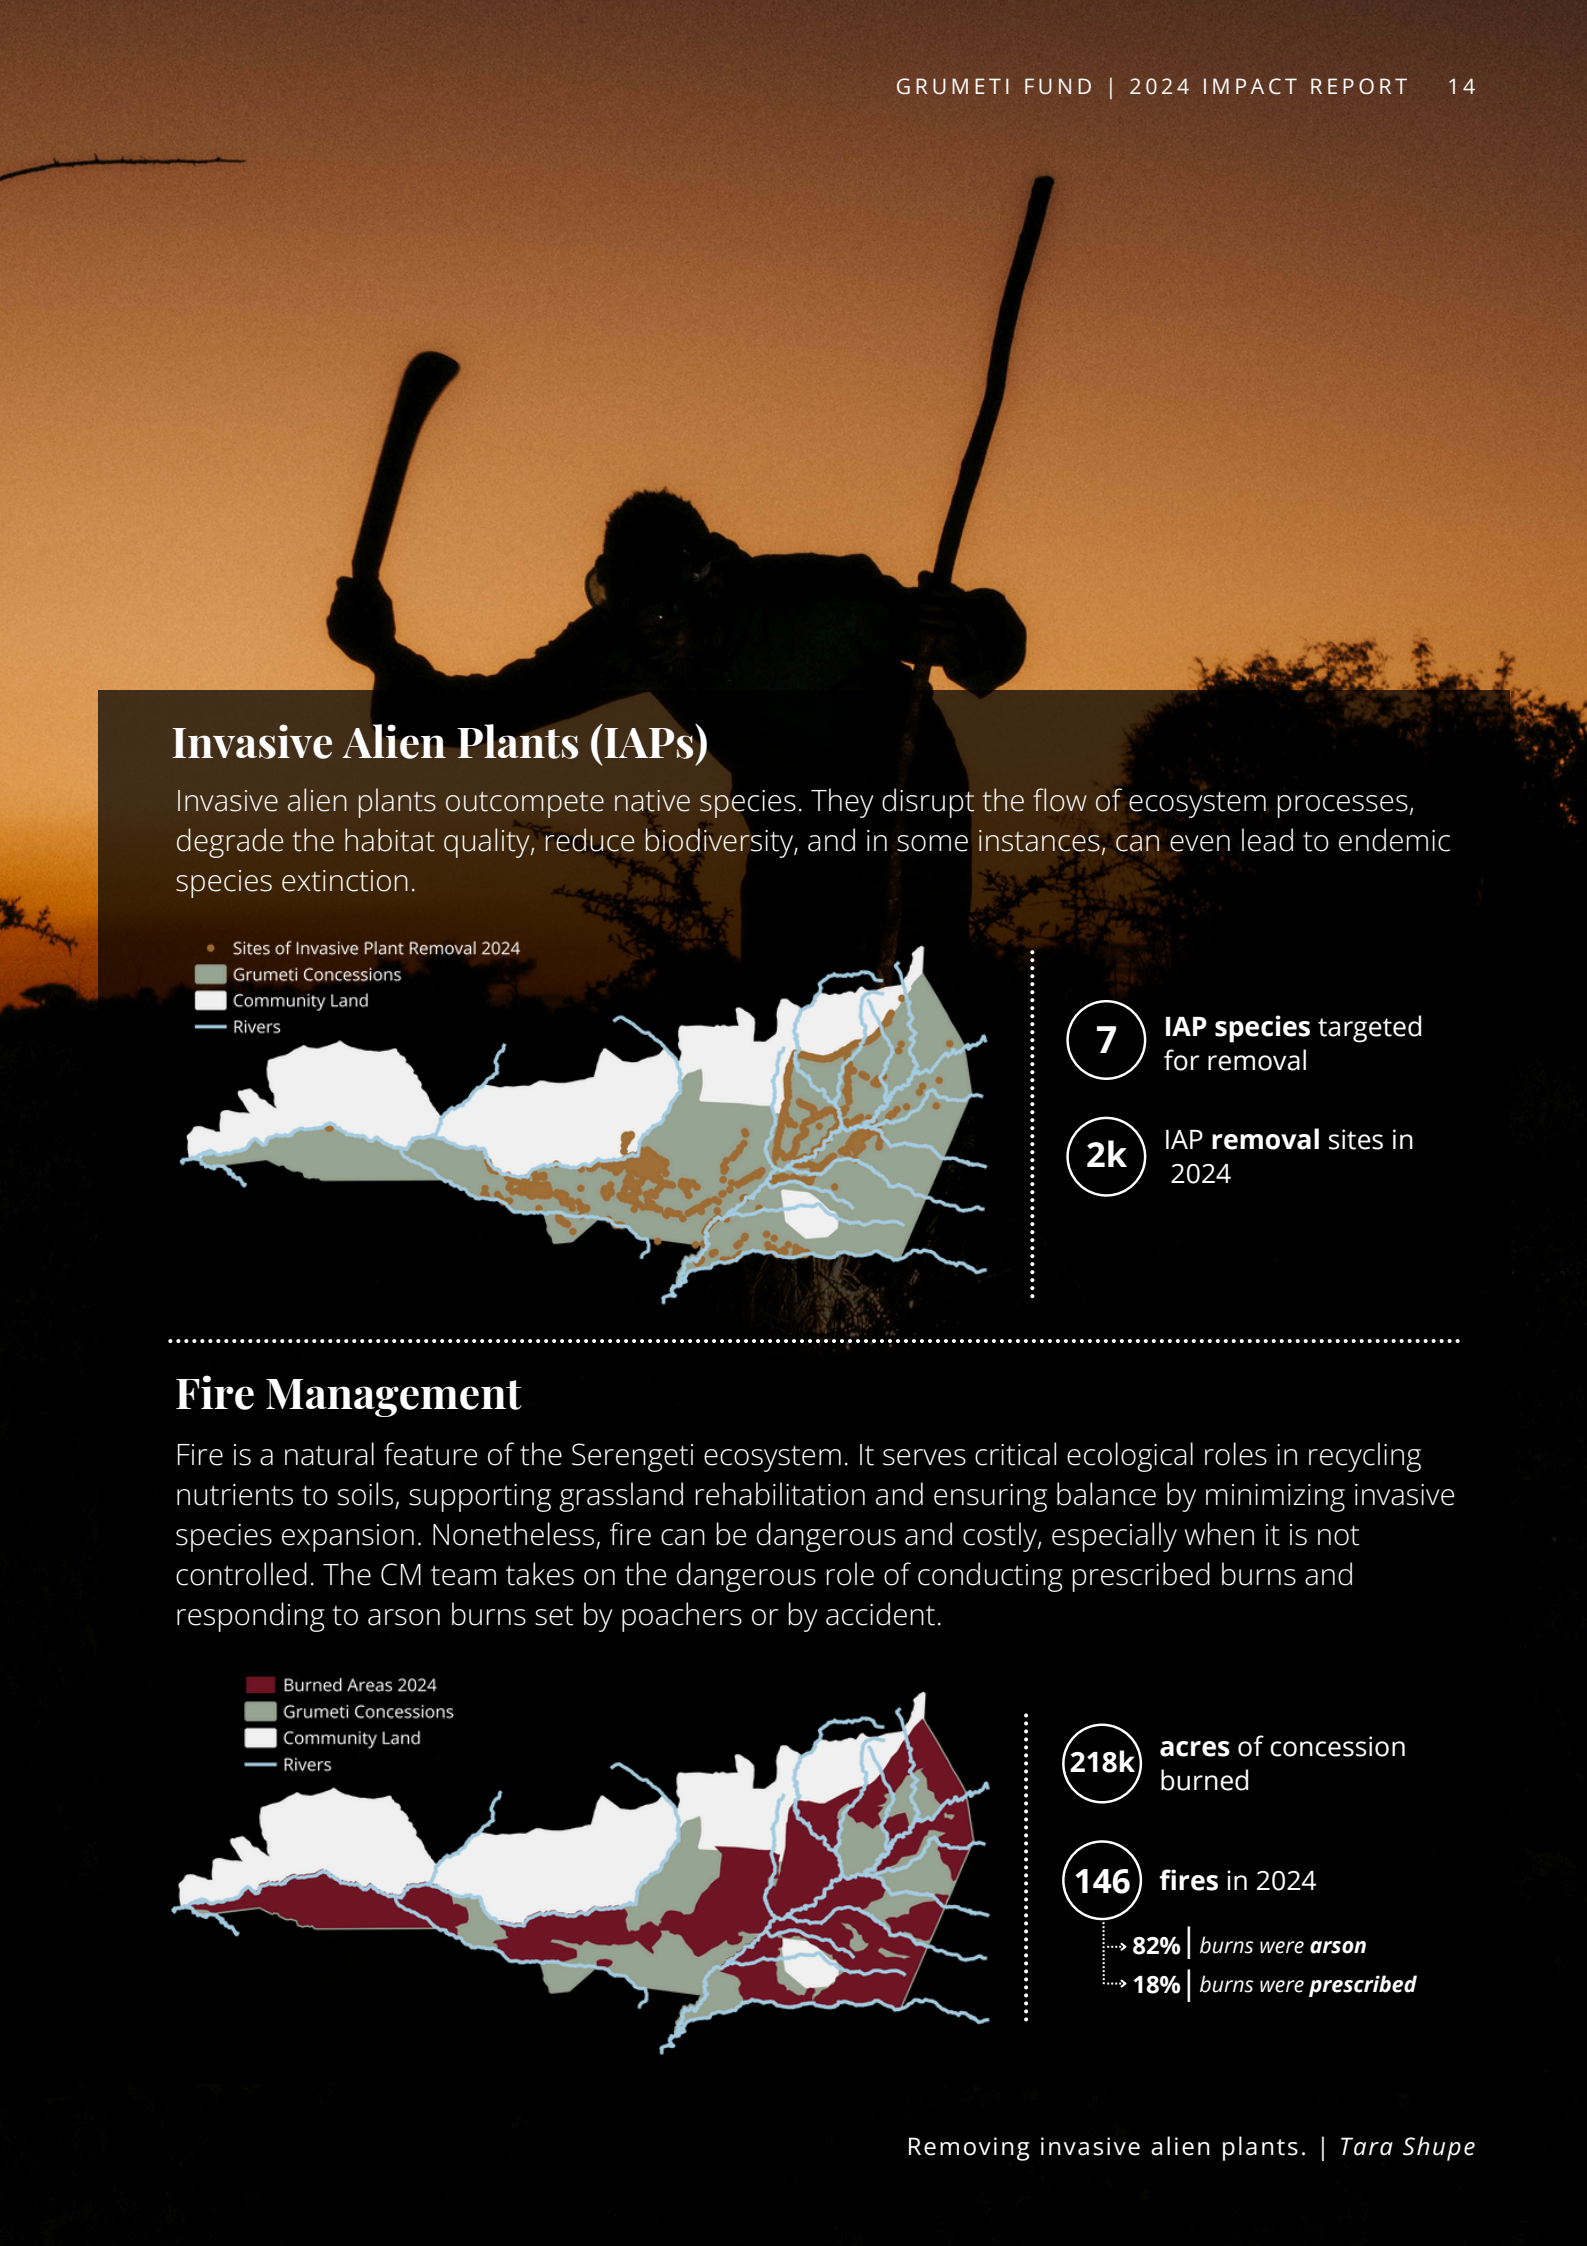 GRUMETI FUND | 2024 IMPACT REPORT 14
Invasive Alien Plants (IAPs)
Invasive alien plants outcompete native species. They disrupt the flow of ecosystem processes,
degrade the habitat quality, reduce biodiversity, and in some instances, can even lead to endemic
species extinction.
Sites of Invasive Plant Removal 2024
Grumeti Concessions
Community Land
Rivers
7
IAP species targeted
for removal
2k
IAP removal sites in
2024
Fire Management
Fire is a natural feature of the Serengeti ecosystem. It serves critical ecological roles in recycling
nutrients to soils, supporting grassland rehabilitation and ensuring balance by minimizing invasive
species expansion. Nonetheless, fire can be dangerous and costly, especially when it is not
controlled. The CM team takes on the dangerous role of conducting prescribed burns and
responding to arson burns set by poachers or by accident.
Burned Areas 2024
Grumeti Concessions
Community Land
Rivers
218k
acres of concession
burned
146
fires in 2024
82% | burns were arson
18% | burns were prescribed
Removing invasive alien plants. | Tara Shupe